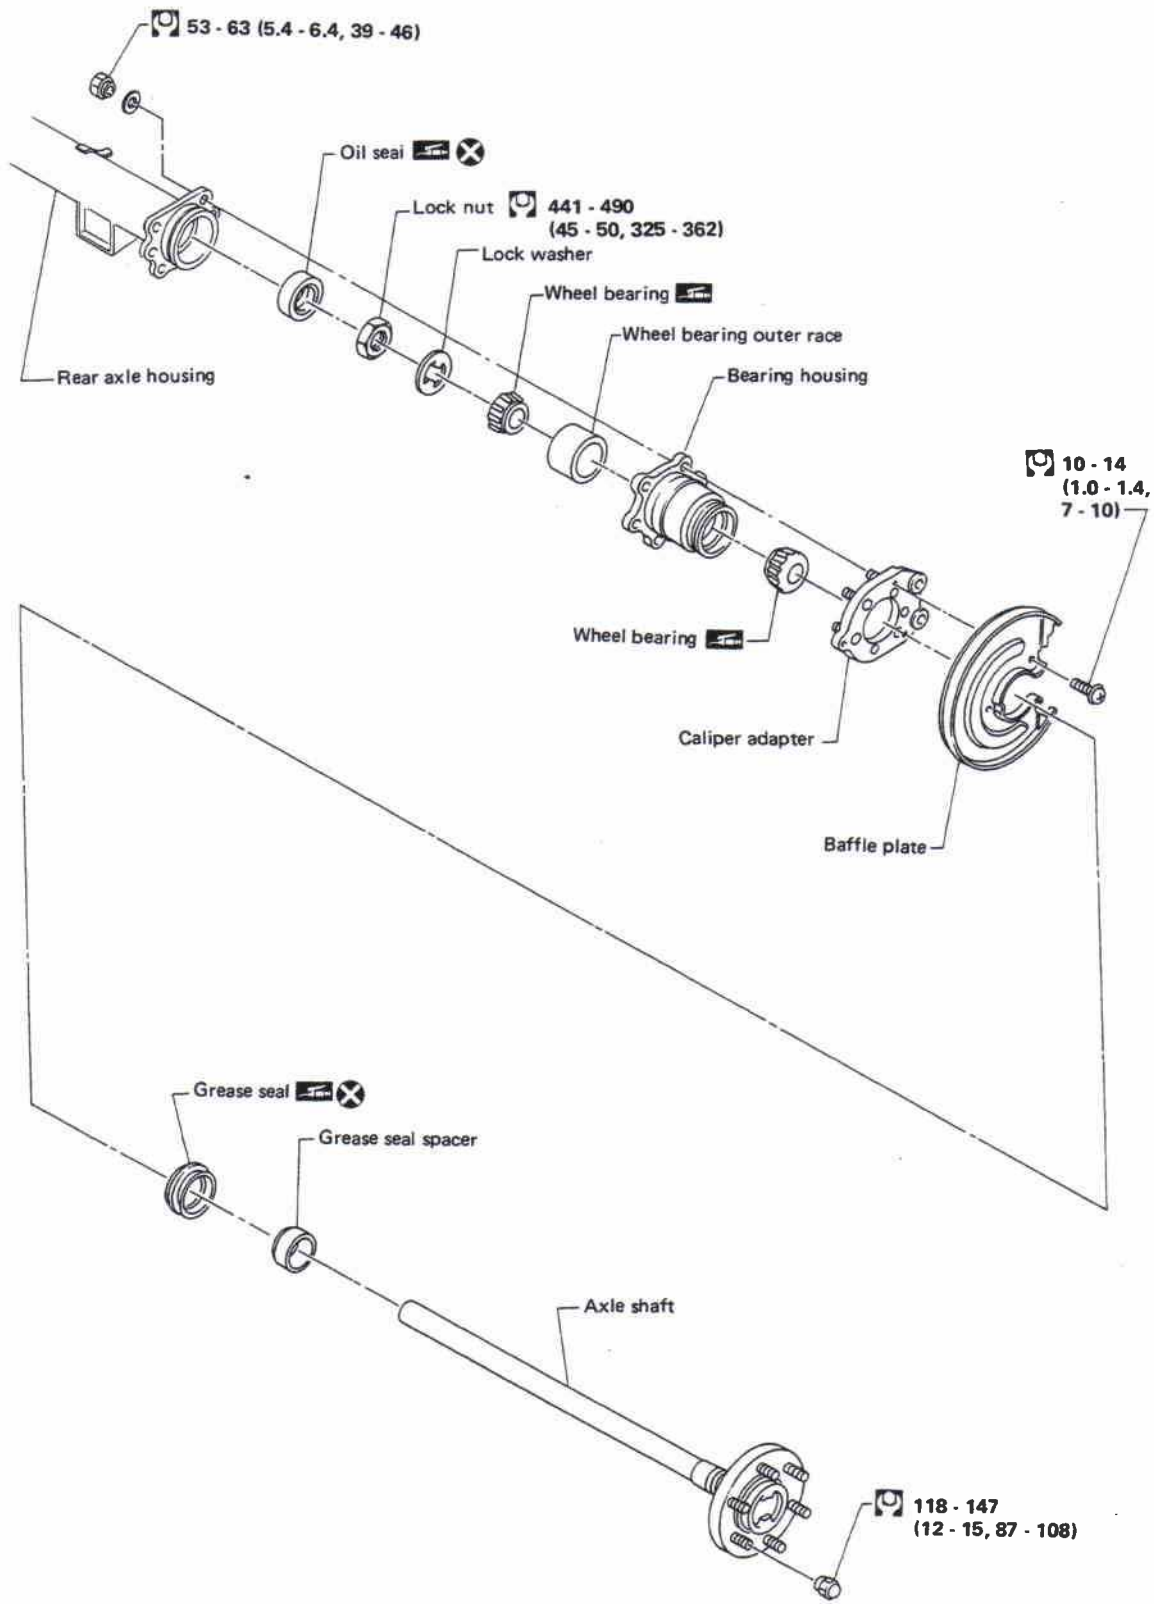 53 - 63 (5.4 - 6.4, 39 - 46)
Oil seal
Lock nut 441 - 490
(45 - 50, 325 - 362)
Lock washer
Wheel bearing
Wheel bearing outer race
Rear axle housing
Bearing housing
10 - 14
(1.0 - 1.4,
7 - 10)
Wheel bearing
Caliper adapter
Baffle plate
Grease seal
Grease seal spacer
Axle shaft
118 - 147
(12 - 15, 87 - 108)